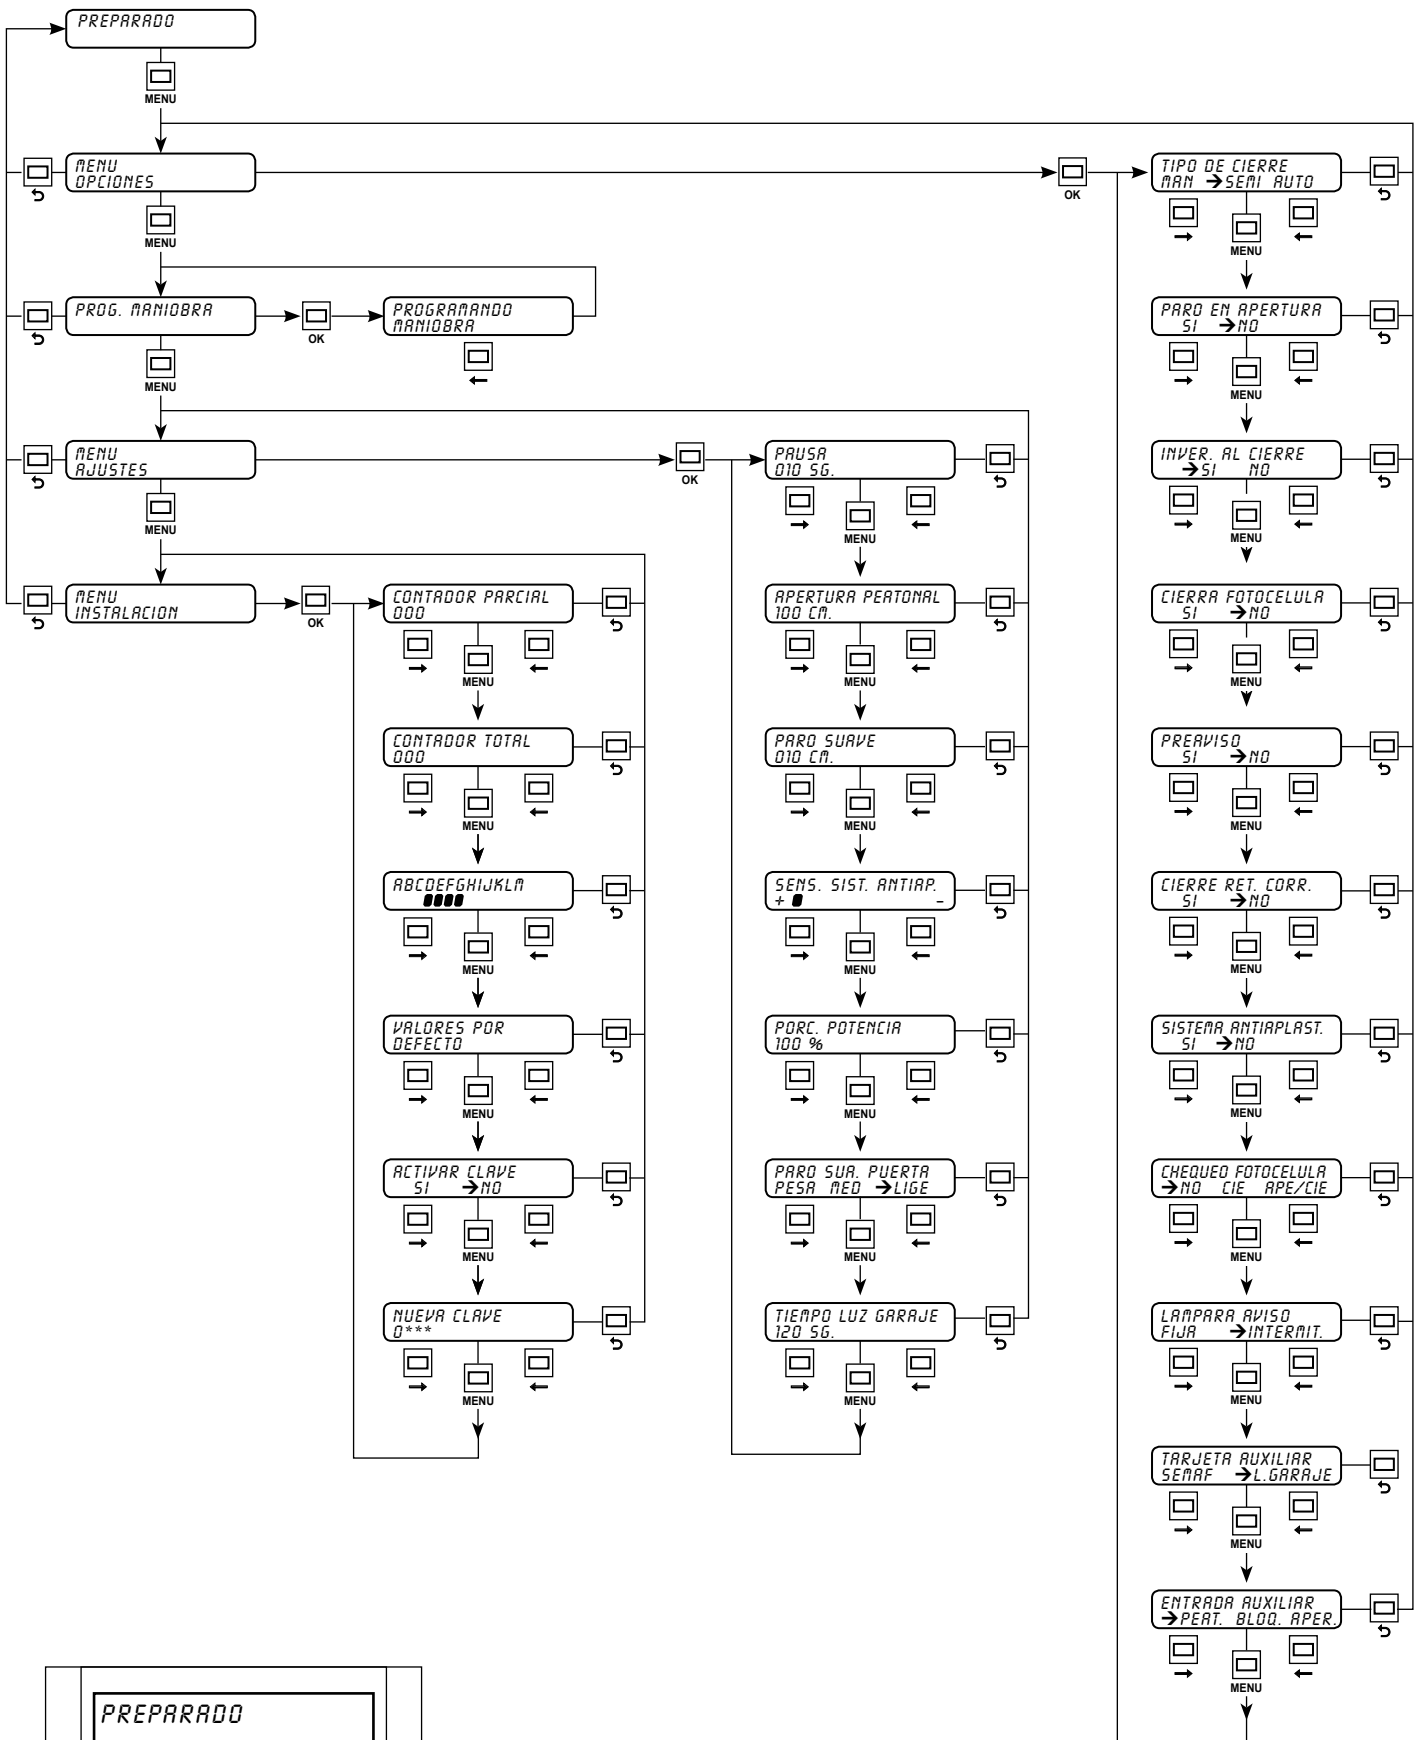 PREPARADO
MENU
MENU
OPCIONES
OK
TIPO DE CIERRE
MAN →SEMI AUTO
MENU
MENU
PROG. MANIOBRA
OK
PROGRAMANDO
MANIOBRA
PARO EN APERTURA
SI →NO
MENU
MENU
MENU
AJUSTES
OK
PAUSA
010 SG.
INVER. AL CIERRE
→SI NO
MENU
MENU
MENU
MENU
INSTALACION
OK
CONTADOR PARCIAL
000
APERTURA PEATONAL
100 CM.
CIERRA FOTOCELULA
SI →NO
MENU
MENU
MENU
CONTADOR TOTAL
000
PARO SUAVE
010 CM.
PREAVISO
SI →NO
MENU
MENU
MENU
ABCDEFGHIJKLM
SENS. SIST. ANTIAP.
+ -
CIERRE RET. CORR.
SI →NO
MENU
MENU
MENU
VALORES POR
DEFECTO
PORC. POTENCIA
100 %
SISTEMA ANTIAPLAST.
SI →NO
MENU
MENU
MENU
ACTIVAR CLAVE
SI →NO
PARO SUA. PUERTA
PESA MED →LIGE
CHEQUEO FOTOCELULA
→NO CIE APE/CIE
MENU
MENU
MENU
NUEVA CLAVE
0***
TIEMPO LUZ GARAJE
120 SG.
LAMPARA AVISO
FIJA →INTERMIT.
MENU
MENU
MENU
TARJETA AUXILIAR
SEMAF →L.GARAJE
MENU
ENTRADA AUXILIAR
→PEAT. BLOQ. APER.
MENU
PREPARADO